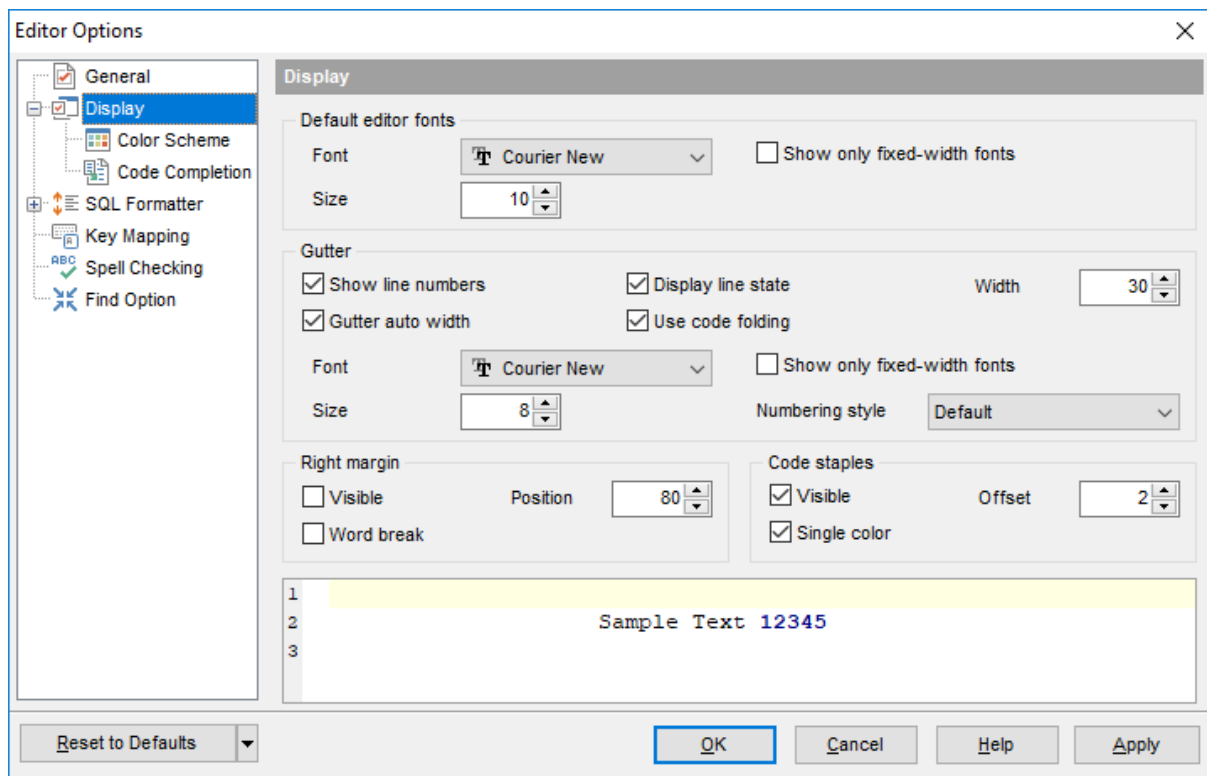 Editor Options
General
Display
Color Scheme
Code Completion
SQL Formatter
Key Mapping
ABC
Spell Checking
Find Option
Display
Default editor fonts
Font Courier New Show only fixed-width fonts
Size 10
Gutter
Show line numbers Display line state Width 30
Gutter auto width Use code folding
Font Courier New Show only fixed-width fonts
Size 8 Numbering style Default
Right margin
Visible Position 80
Word break
Code staples
Visible Offset 2
Single color
1
2 Sample Text 12345
3
Reset to Defaults OK Cancel Help Apply